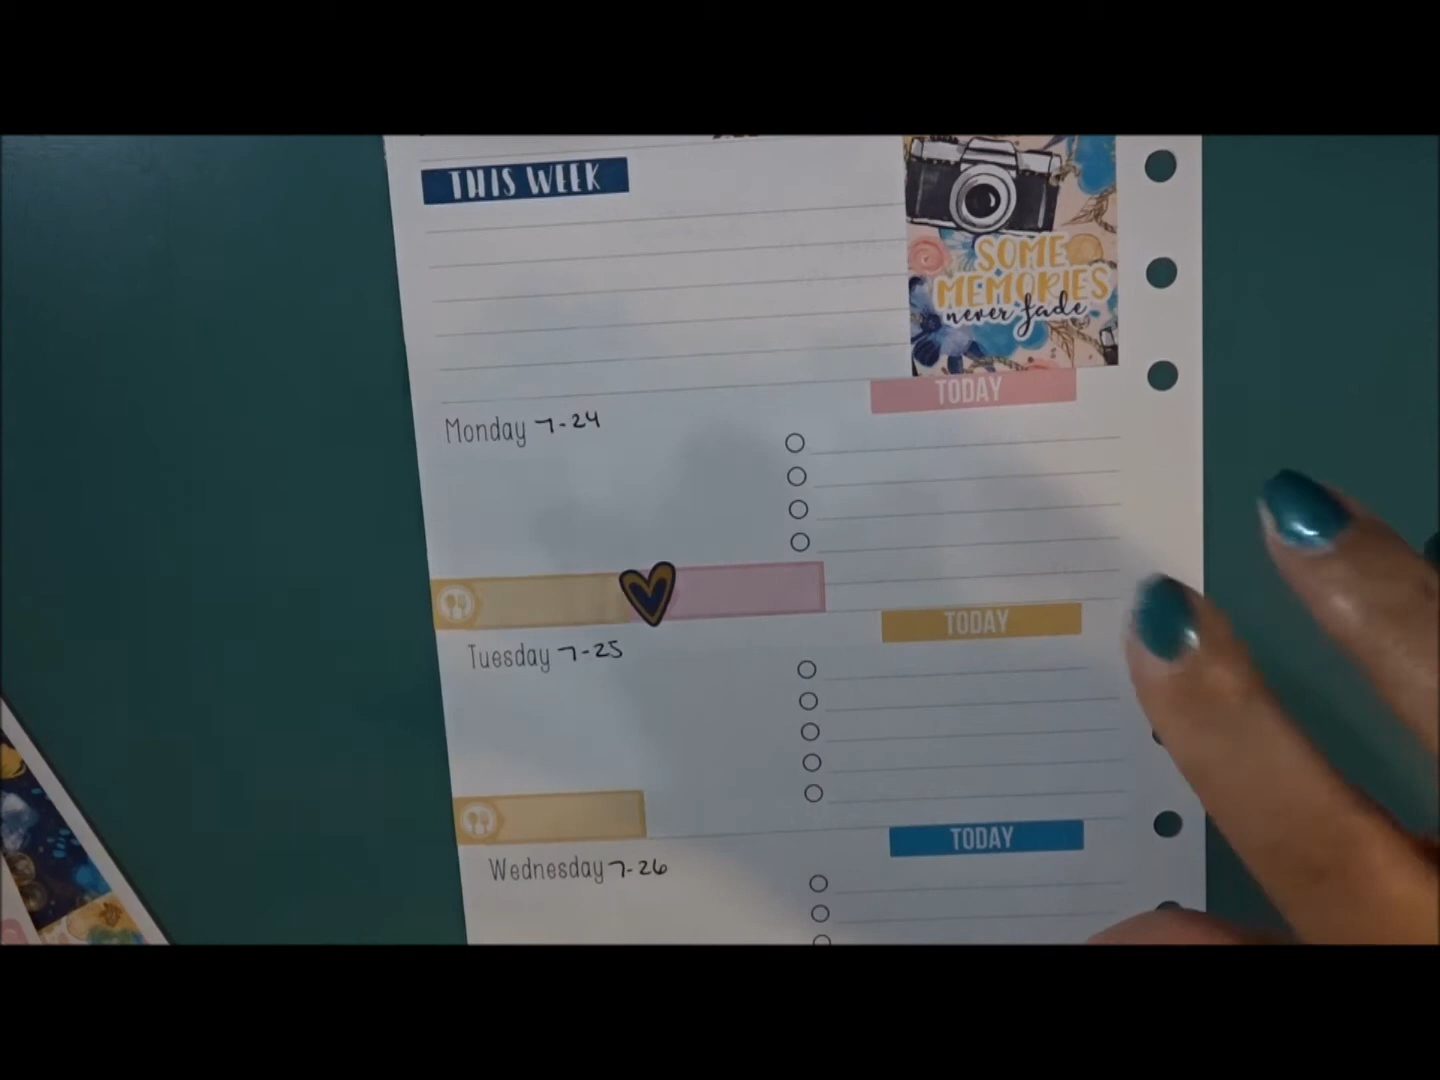 THIS WEEK
SOME
MEMORIES
never fade
TODAY
Monday 7-24
TODAY
Tuesday 7-25
TODAY
Wednesday 7-26